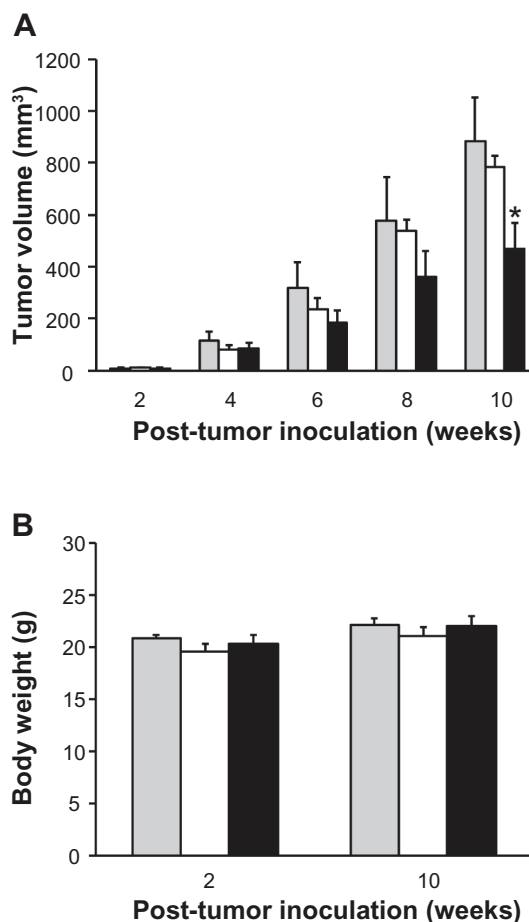 A
1200
1000
800
600
400
200
0
Tumor volume (mm³)
*
2 4 6 8 10
Post-tumor inoculation (weeks)
B
30
25
20
15
10
5
0
Body weight (g)
2 10
Post-tumor inoculation (weeks)